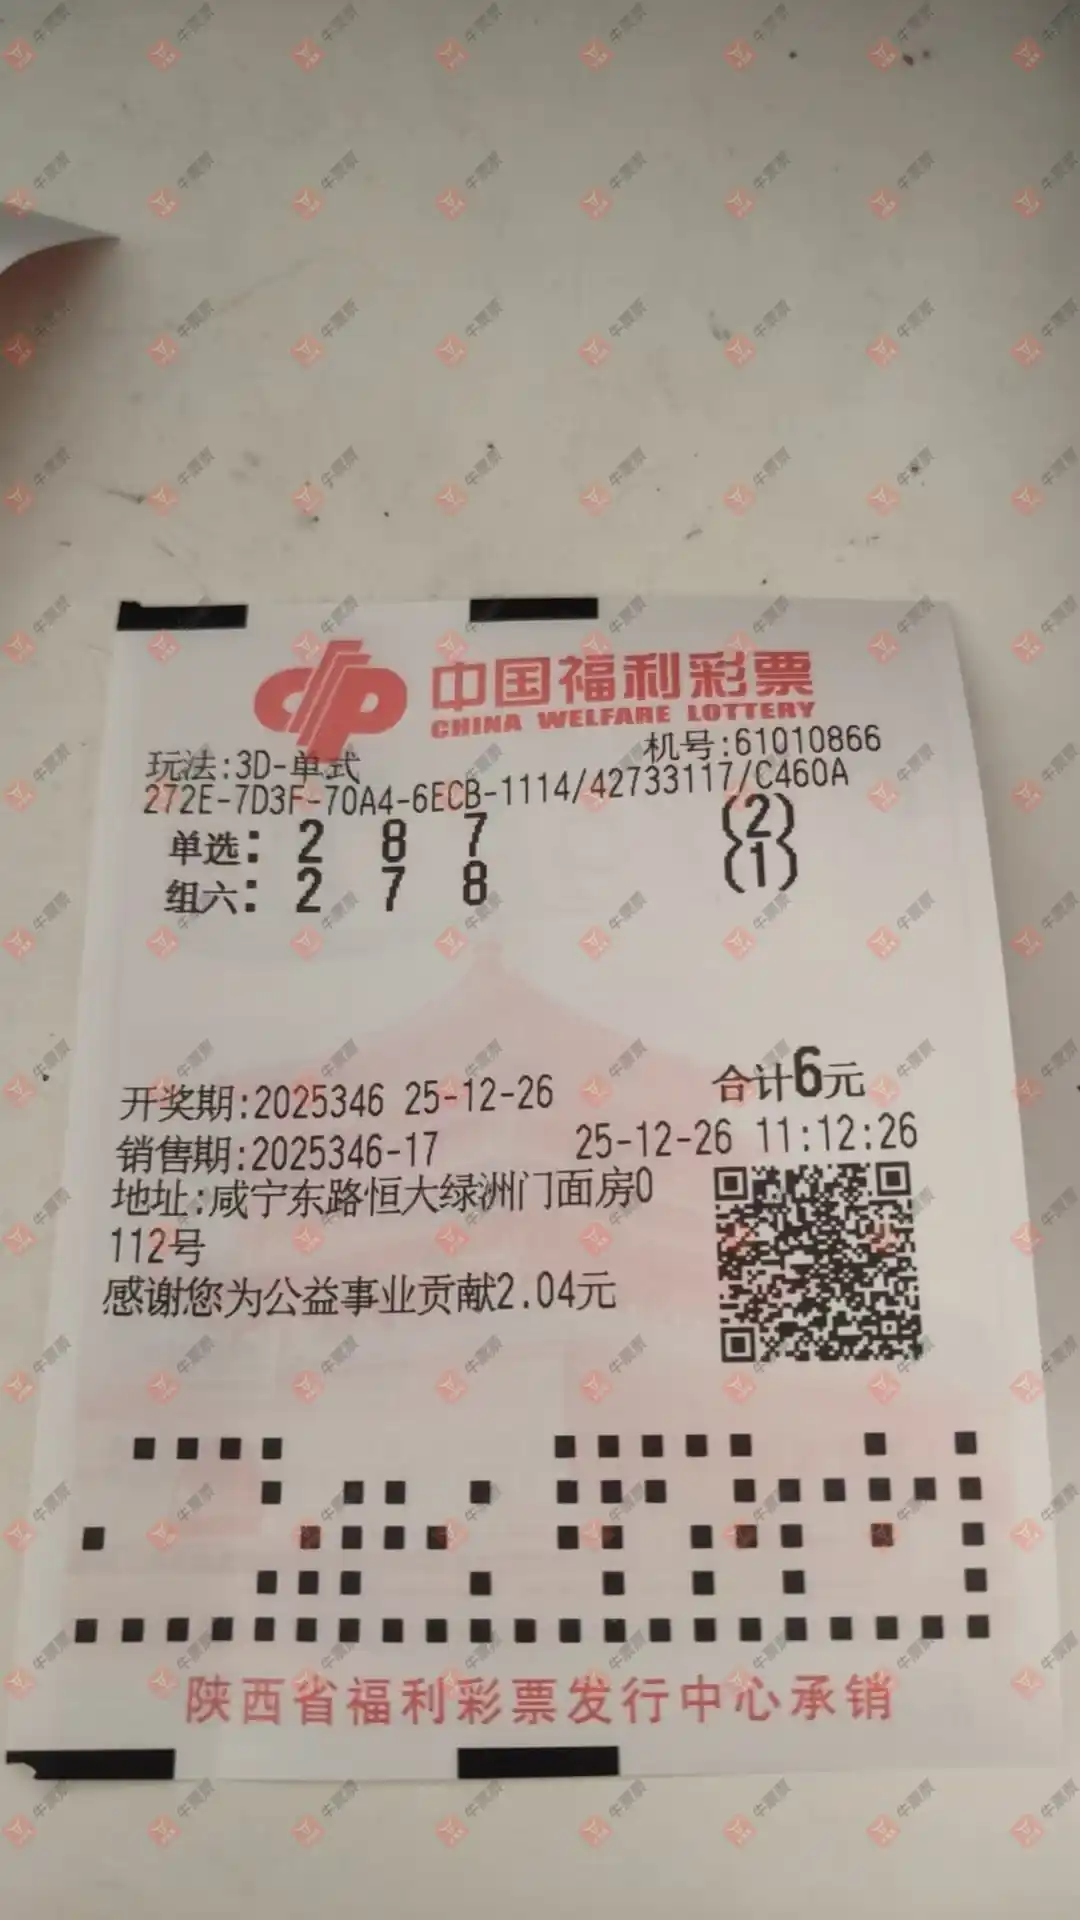 中国福利彩票
CHINA WELFARE LOTTERY
玩法:3D-单式 机号:61010866
272E-7D3F-70A4-6ECB-1114/42733117/C460A
单选: 2 8 7 (2)
组六: 2 7 8 (1)
合计6元
开奖期:2025346 25-12-26
销售期:2025346-17 25-12-26 11:12:26
地址:咸宁东路恒大绿洲门面房0
112号
感谢您为公益事业贡献2.04元
陕西省福利彩票发行中心承销
牛票票